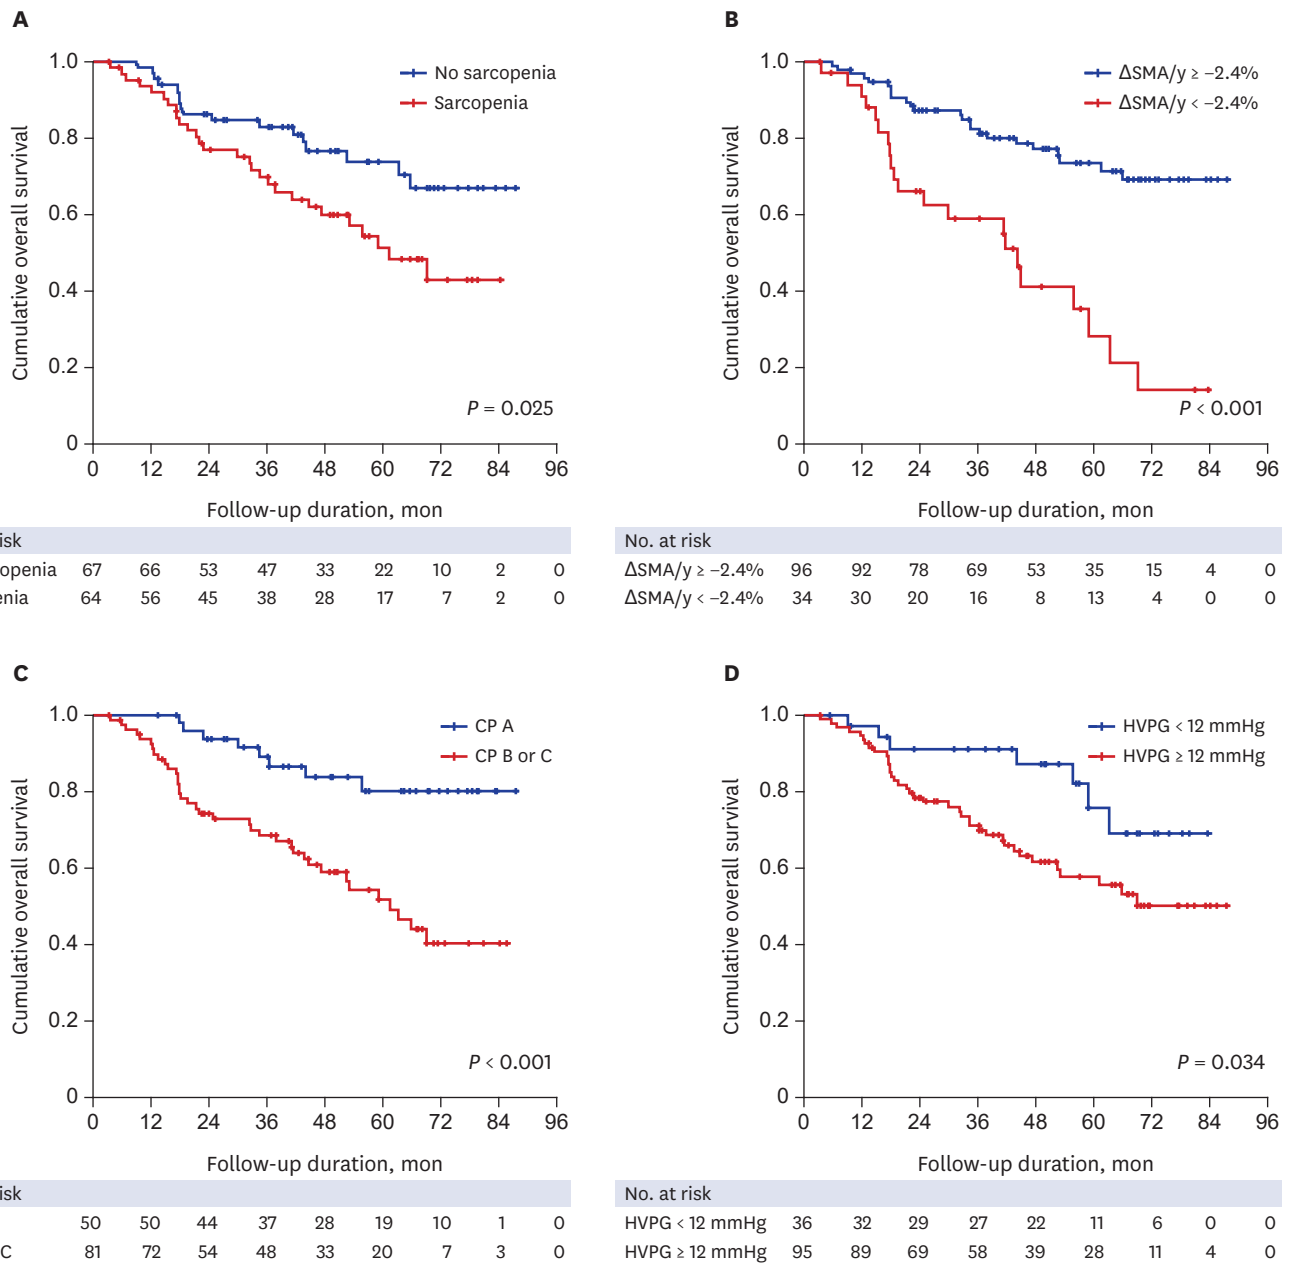 A
Cumulative overall survival
1.0
0.8
0.6
0.4
0.2
0
No sarcopenia
Sarcopenia
P = 0.025
0 12 24 36 48 60 72 84 96
Follow-up duration, mon
isk
openia 67 66 53 47 33 22 10 2 0
enia 64 56 45 38 28 17 7 2 0
B
Cumulative overall survival
1.0
0.8
0.6
0.4
0.2
0
ΔSMA/y ≥ −2.4%
ΔSMA/y < −2.4%
P < 0.001
0 12 24 36 48 60 72 84 96
Follow-up duration, mon
No. at risk
ΔSMA/y ≥ −2.4% 96 92 78 69 53 35 15 4 0
ΔSMA/y < −2.4% 34 30 20 16 8 13 4 0 0
C
Cumulative overall survival
1.0
0.8
0.6
0.4
0.2
0
CP A
CP B or C
P < 0.001
0 12 24 36 48 60 72 84 96
Follow-up duration, mon
isk
50 50 44 37 28 19 10 1 0
C 81 72 54 48 33 20 7 3 0
D
Cumulative overall survival
1.0
0.8
0.6
0.4
0.2
0
HVPG < 12 mmHg
HVPG ≥ 12 mmHg
P = 0.034
0 12 24 36 48 60 72 84 96
Follow-up duration, mon
No. at risk
HVPG < 12 mmHg 36 32 29 27 22 11 6 0 0
HVPG ≥ 12 mmHg 95 89 69 58 39 28 11 4 0